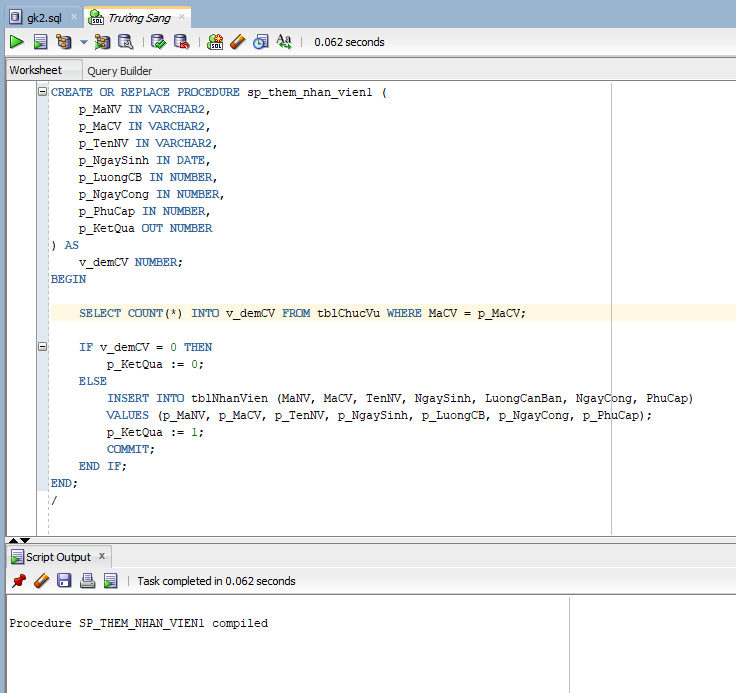 gk2.sql
Trường Sang
0.062 seconds
Worksheet
Query Builder
CREATE OR REPLACE PROCEDURE sp_them_nhan_vien1 (
    p_MaNV IN VARCHAR2,
    p_MaCV IN VARCHAR2,
    p_TenNV IN VARCHAR2,
    p_NgaySinh IN DATE,
    p_LuongCB IN NUMBER,
    p_NgayCong IN NUMBER,
    p_PhuCap IN NUMBER,
    p_KetQua OUT NUMBER
) AS
    v_demCV NUMBER;
BEGIN
    SELECT COUNT(*) INTO v_demCV FROM tblChucVu WHERE MaCV = p_MaCV;
    IF v_demCV = 0 THEN
        p_KetQua := 0;
    ELSE
        INSERT INTO tblNhanVien (MaNV, MaCV, TenNV, NgaySinh, LuongCanBan, NgayCong, PhuCap)
        VALUES (p_MaNV, p_MaCV, p_TenNV, p_NgaySinh, p_LuongCB, p_NgayCong, p_PhuCap);
        p_KetQua := 1;
        COMMIT;
    END IF;
END;
/
Script Output
Task completed in 0.062 seconds
Procedure SP_THEM_NHAN_VIEN1 compiled